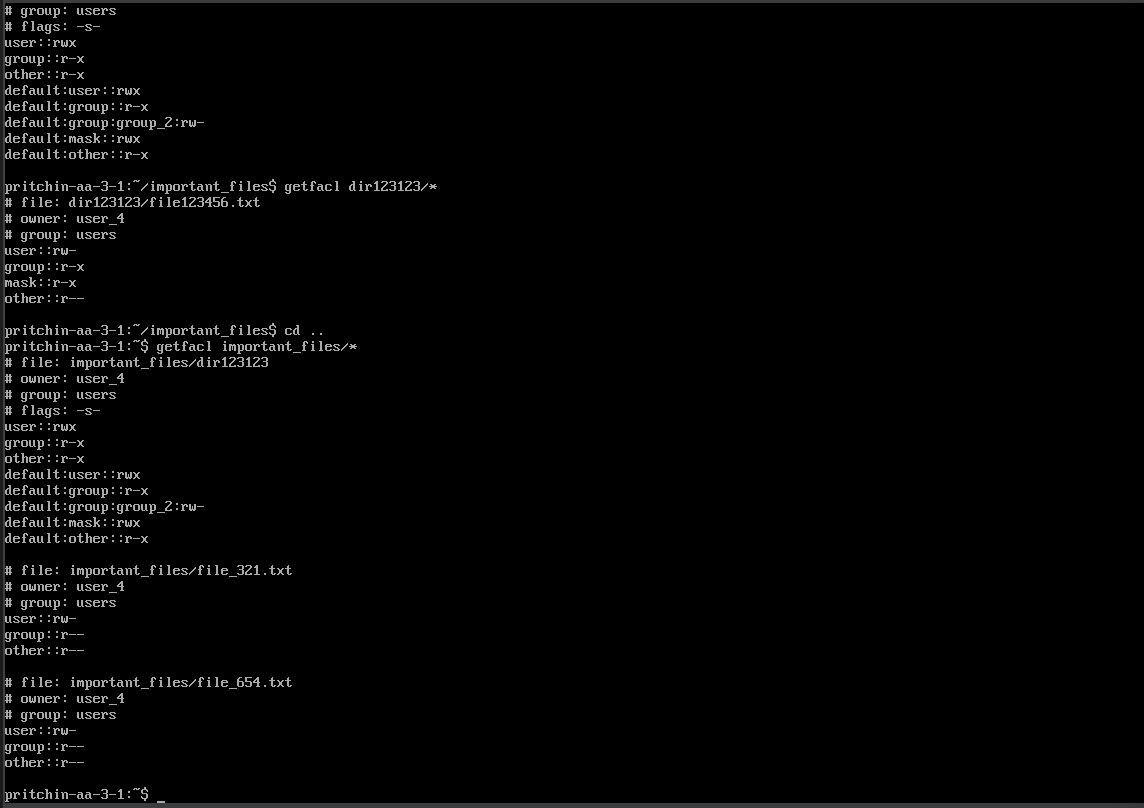 # group: users
# flags: -s-
user::rwx
group::r-x
other::r-x
default:user::rwx
default:group::r-x
default:group:group_2:rw-
default:mask::rwx
default:other::r-x
pritchin-aa-3-1:~/important_files$ getfacl dir123123/*
# file: dir123123/file123456.txt
# owner: user_4
# group: users
user::rw-
group::r-x
mask::r-x
other::r--
pritchin-aa-3-1:~/important_files$ cd ..
pritchin-aa-3-1:~$ getfacl important_files/*
# file: important_files/dir123123
# owner: user_4
# group: users
# flags: -s-
user::rwx
group::r-x
other::r-x
default:user::rwx
default:group::r-x
default:group:group_2:rw-
default:mask::rwx
default:other::r-x
# file: important_files/file_321.txt
# owner: user_4
# group: users
user::rw-
group::r--
other::r--
# file: important_files/file_654.txt
# owner: user_4
# group: users
user::rw-
group::r--
other::r--
pritchin-aa-3-1:~$ _